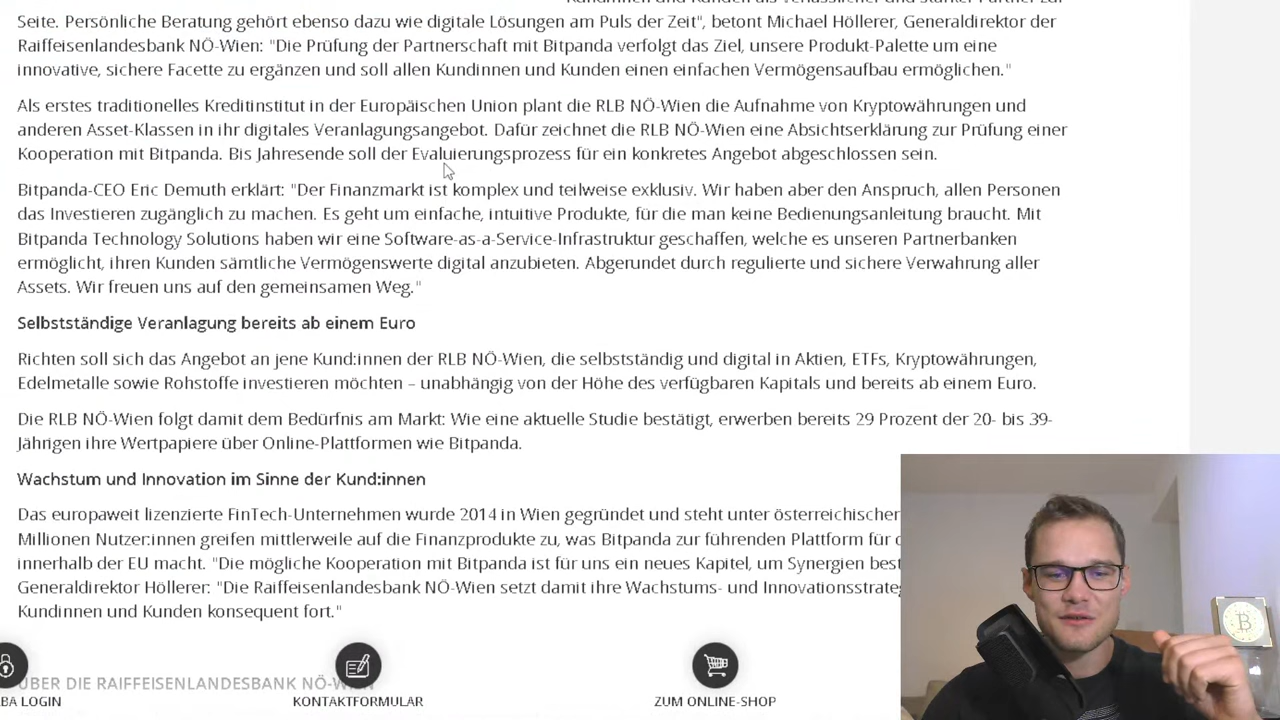 Seite. Persönliche Beratung gehört ebenso dazu wie digitale Lösungen am Puls der Zeit", betont Michael Höllerer, Generaldirektor der
Raiffeisenlandesbank NÖ-Wien: "Die Prüfung der Partnerschaft mit Bitpanda verfolgt das Ziel, unsere Produkt-Palette um eine
innovative, sichere Facette zu ergänzen und soll allen Kundinnen und Kunden einen einfachen Vermögensaufbau ermöglichen."
Als erstes traditionelles Kreditinstitut in der Europäischen Union plant die RLB NÖ-Wien die Aufnahme von Kryptowährungen und
anderen Asset-Klassen in ihr digitales Veranlagungsangebot. Dafür zeichnet die RLB NÖ-Wien eine Absichtserklärung zur Prüfung einer
Kooperation mit Bitpanda. Bis Jahresende soll der Evaluierungsprozess für ein konkretes Angebot abgeschlossen sein.
Bitpanda-CEO Eric Demuth erklärt: "Der Finanzmarkt ist komplex und teilweise exklusiv. Wir haben aber den Anspruch, allen Personen
das Investieren zugänglich zu machen. Es geht um einfache, intuitive Produkte, für die man keine Bedienungsanleitung braucht. Mit
Bitpanda Technology Solutions haben wir eine Software-as-a-Service-Infrastruktur geschaffen, welche es unseren Partnerbanken
ermöglicht, ihren Kunden sämtliche Vermögenswerte digital anzubieten. Abgerundet durch regulierte und sichere Verwahrung aller
Assets. Wir freuen uns auf den gemeinsamen Weg."
Selbstständige Veranlagung bereits ab einem Euro
Richten soll sich das Angebot an jene Kund:innen der RLB NÖ-Wien, die selbstständig und digital in Aktien, ETFs, Kryptowährungen,
Edelmetalle sowie Rohstoffe investieren möchten – unabhängig von der Höhe des verfügbaren Kapitals und bereits ab einem Euro.
Die RLB NÖ-Wien folgt damit dem Bedürfnis am Markt: Wie eine aktuelle Studie bestätigt, erwerben bereits 29 Prozent der 20- bis 39-
Jährigen ihre Wertpapiere über Online-Plattformen wie Bitpanda.
Wachstum und Innovation im Sinne der Kund:innen
Das europaweit lizenzierte FinTech-Unternehmen wurde 2014 in Wien gegründet und steht unter österreichischer
Millionen Nutzer:innen greifen mittlerweile auf die Finanzprodukte zu, was Bitpanda zur führenden Plattform für
innerhalb der EU macht. "Die mögliche Kooperation mit Bitpanda ist für uns ein neues Kapitel, um Synergien
Generaldirektor Höllerer: "Die Raiffeisenlandesbank NÖ-Wien setzt damit ihre Wachstums- und
Kundinnen und Kunden konsequent fort."
ÜBER DIE RAIFFEISENLANDESBANK NÖ-WIEN
LOGIN
KONTAKTFORMULAR
ZUM ONLINE-SHOP